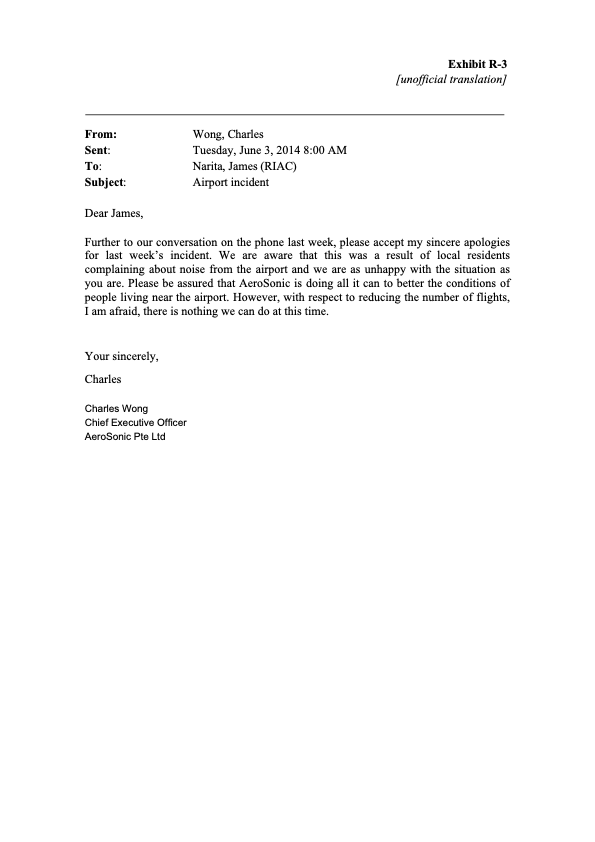 Exhibit R-3
[unofficial translation]
From: Wong, Charles
Sent: Tuesday, June 3, 2014 8:00 AM
To: Narita, James (RIAC)
Subject: Airport incident
Dear James,
Further to our conversation on the phone last week, please accept my sincere apologies
for last week's incident. We are aware that this was a result of local residents
complaining about noise from the airport and we are as unhappy with the situation as
you are. Please be assured that AeroSonic is doing all it can to better the conditions of
people living near the airport. However, with respect to reducing the number of flights,
I am afraid, there is nothing we can do at this time.
Your sincerely,
Charles
Charles Wong
Chief Executive Officer
AeroSonic Pte Ltd